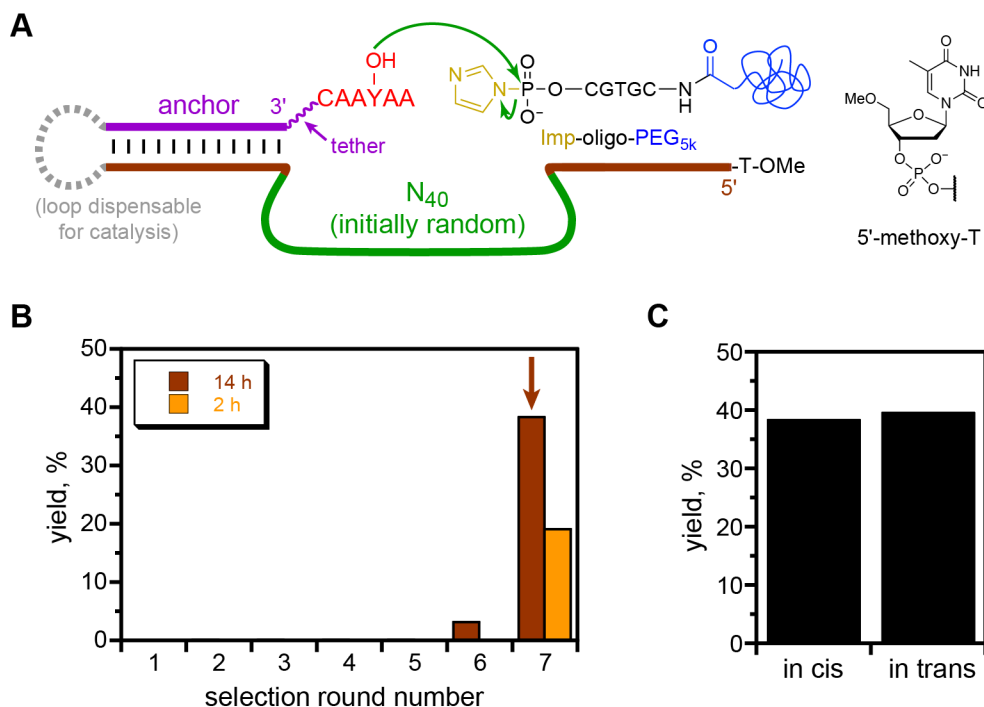 A
OH
CAAYAA
anchor
3'
tether
(loop dispensable
for catalysis)
N40
(initially random)
N
N
O
P
O−
O
CGTGC
N
H
O
Imp-oligo-PEG5k
-T-OMe
5'
O
NH
N
O
MeO
O
O
O−
P
O
O
5'-methoxy-T
B
50
40
30
20
10
0
yield, %
14 h
2 h
1 2 3 4 5 6 7
selection round number
C
50
40
30
20
10
0
yield, %
in cis in trans